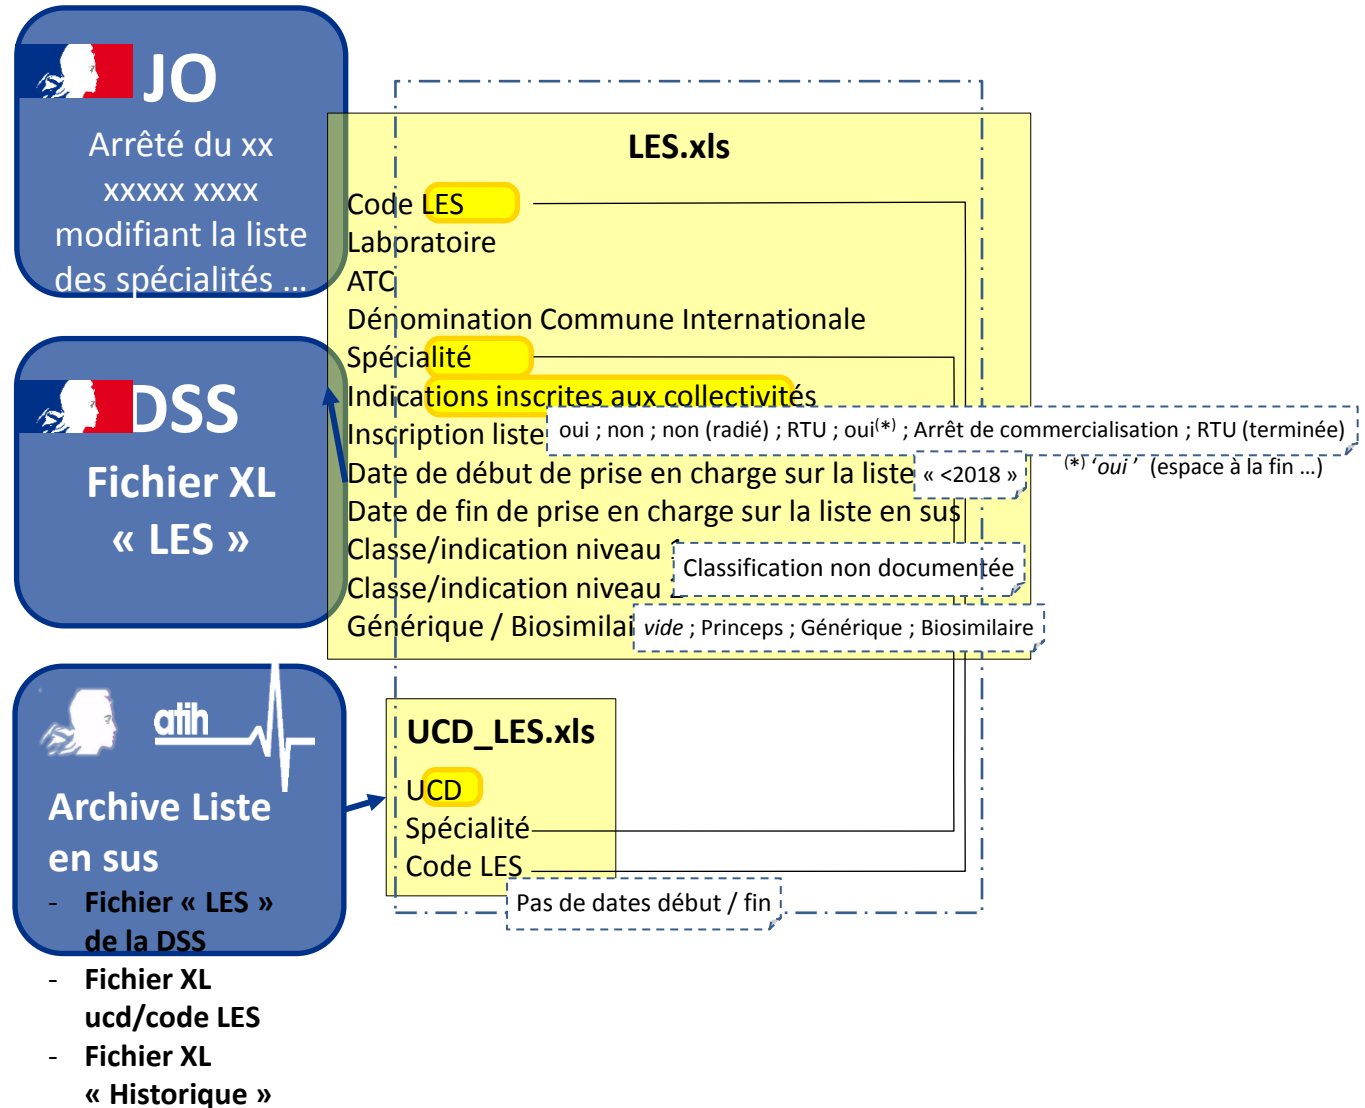 JO
Arrêté du xx
xxxxx xxxx
modifiant la liste
des spécialités ...
LES.xls
Code LES
Laboratoire
ATC
Dénomination Commune Internationale
Spécialité
Indications inscrites aux collectivités
Inscription liste
oui ; non ; non (radié) ; RTU ; oui(*) ; Arrêt de commercialisation ; RTU (terminée)
Date de début de prise en charge sur la liste
« <2018 »
(*) ‘oui ’ (espace à la fin ...)
Date de fin de prise en charge sur la liste en sus
Classe/indication niveau
Classification non documentée
Classe/indication niveau
Générique / Biosimilai
vide ; Princeps ; Générique ; Biosimilaire
DSS
Fichier XL
« LES »
atih
Archive Liste
en sus
- Fichier « LES »
de la DSS
- Fichier XL
ucd/code LES
- Fichier XL
« Historique »
UCD_LES.xls
UCD
Spécialité
Code LES
Pas de dates début / fin